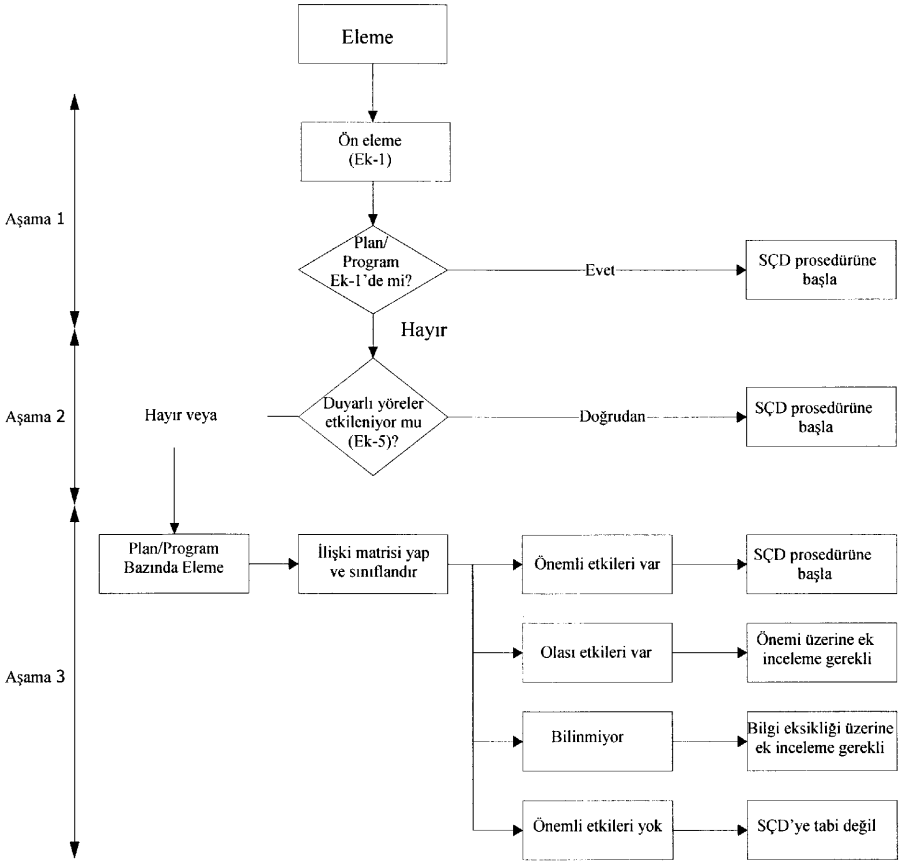 Eleme
Ön eleme
(Ek-1)
Aşama 1
Plan/
Program
Ek-1'de mi?
Evet
SÇD prosedürüne
başla
Hayır
Aşama 2
Hayır veya
Duyarlı yöreler
etkileniyor mu
(Ek-5)?
Doğrudan
SÇD prosedürüne
başla
Aşama 3
Plan/Program
Bazında Eleme
İlişki matrisi yap
ve sınıflandır
Önemli etkileri var
SÇD prosedürüne
başla
Olası etkileri var
Önemi üzerine ek
inceleme gerekli
Bilinmiyor
Bilgi eksikliği üzerine
ek inceleme gerekli
Önemli etkileri yok
SÇD'ye tabi değil